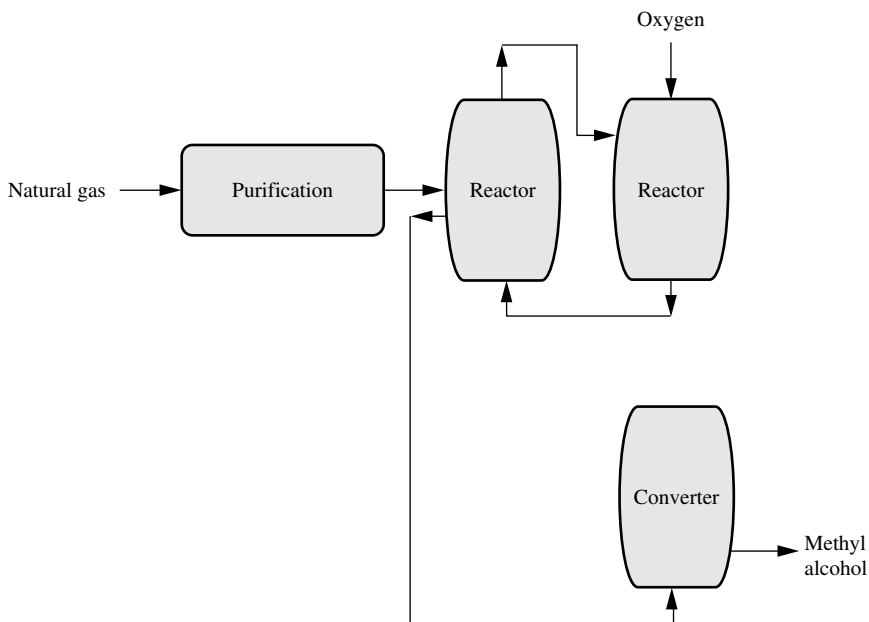 Oxygen
Natural gas
Purification
Reactor
Reactor
Converter
Methyl
alcohol